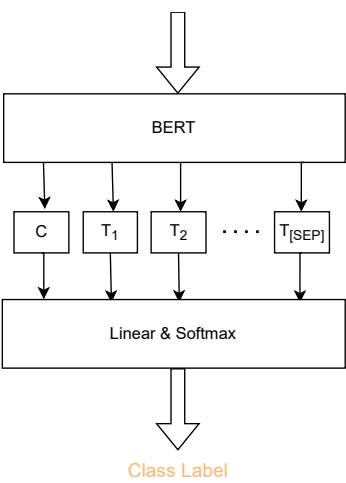 BERT
C T1 T2 .... T[SEP]
Linear & Softmax
Class Label